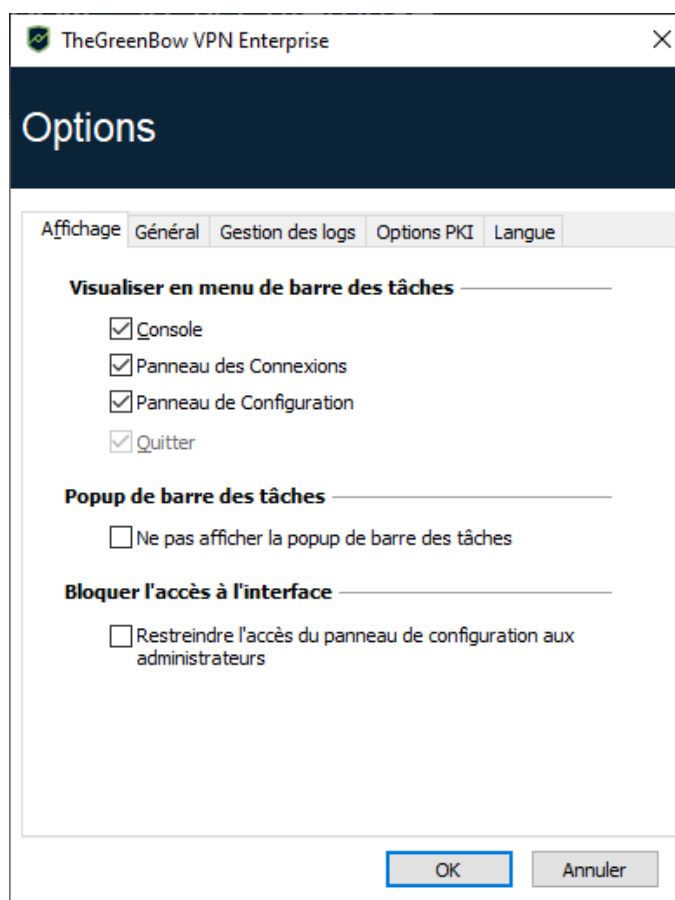 TheGreenBow VPN Enterprise
Options
Affichage Général Gestion des logs Options PKI Langue
Visualiser en menu de barre des tâches
Console
Panneau des Connexions
Panneau de Configuration
Quitter
Popup de barre des tâches
Ne pas afficher la popup de barre des tâches
Bloquer l'accès à l'interface
Restreindre l'accès du panneau de configuration aux
administrateurs
OK Annuler